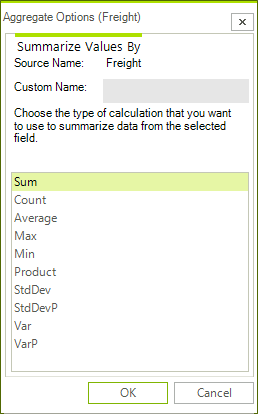 Aggregate Options (Freight)
Summarize Values By
Source Name: Freight
Custom Name:
Choose the type of calculation that you want
to use to summarize data from the selected
field.
Sum
Count
Average
Max
Min
Product
StdDev
StdDevP
Var
VarP
OK Cancel